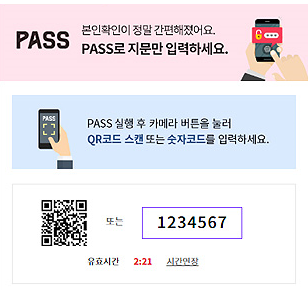 PASS
본인확인이 정말 간편해졌어요.
PASS로 지문만 입력하세요.
PASS
PASS 실행 후 카메라 버튼을 눌러
QR코드 스캔 또는 숫자코드를 입력하세요.
또는
1234567
유효시간 2:21 시간연장